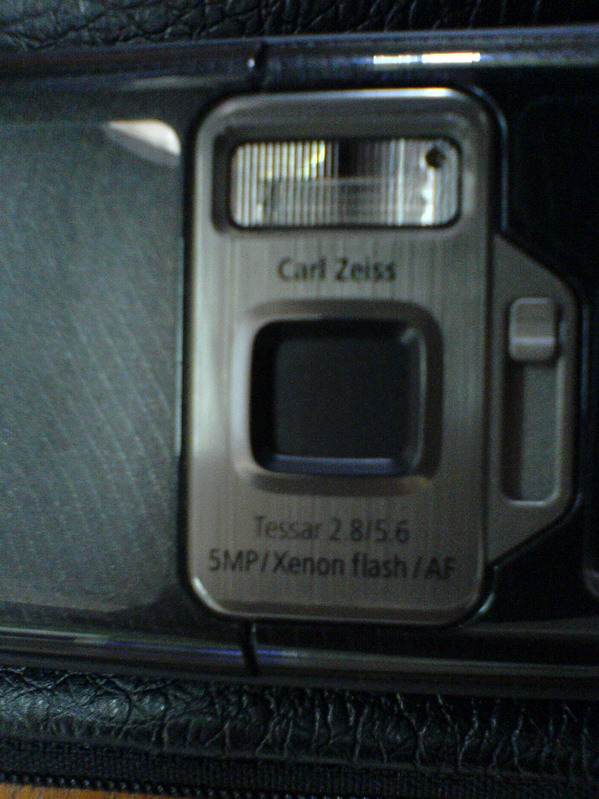 Carl Zeiss
Tessar 2.8/5.6
5MP/Xenon flash/AF